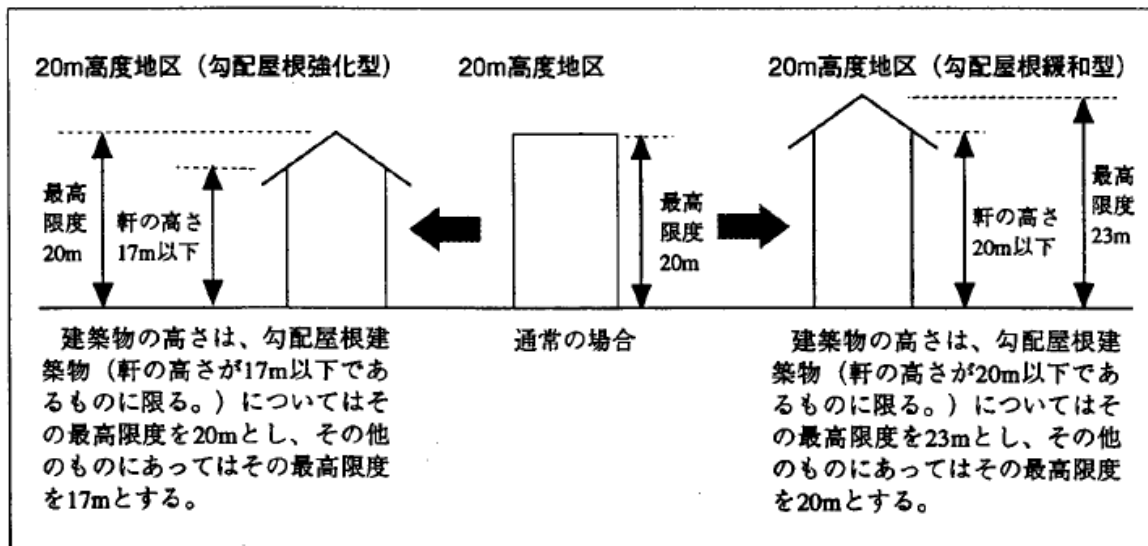 20m高度地区（勾配屋根強化型）
最高
限度
20m
軒の高さ
17m以下
建築物の高さは、勾配屋根建
築物（軒の高さが17m以下であ
るものに限る。）についてはそ
の最高限度を20mとし、その他
のものにあってはその最高限度
を17mとする。
20m高度地区
最高
限度
20m
通常の場合
20m高度地区（勾配屋根緩和型）
軒の高さ
20m以下
最高
限度
23m
建築物の高さは、勾配屋根建
築物（軒の高さが20m以下であ
るものに限る。）についてはそ
の最高限度を23mとし、その他
のものにあってはその最高限度
を20mとする。